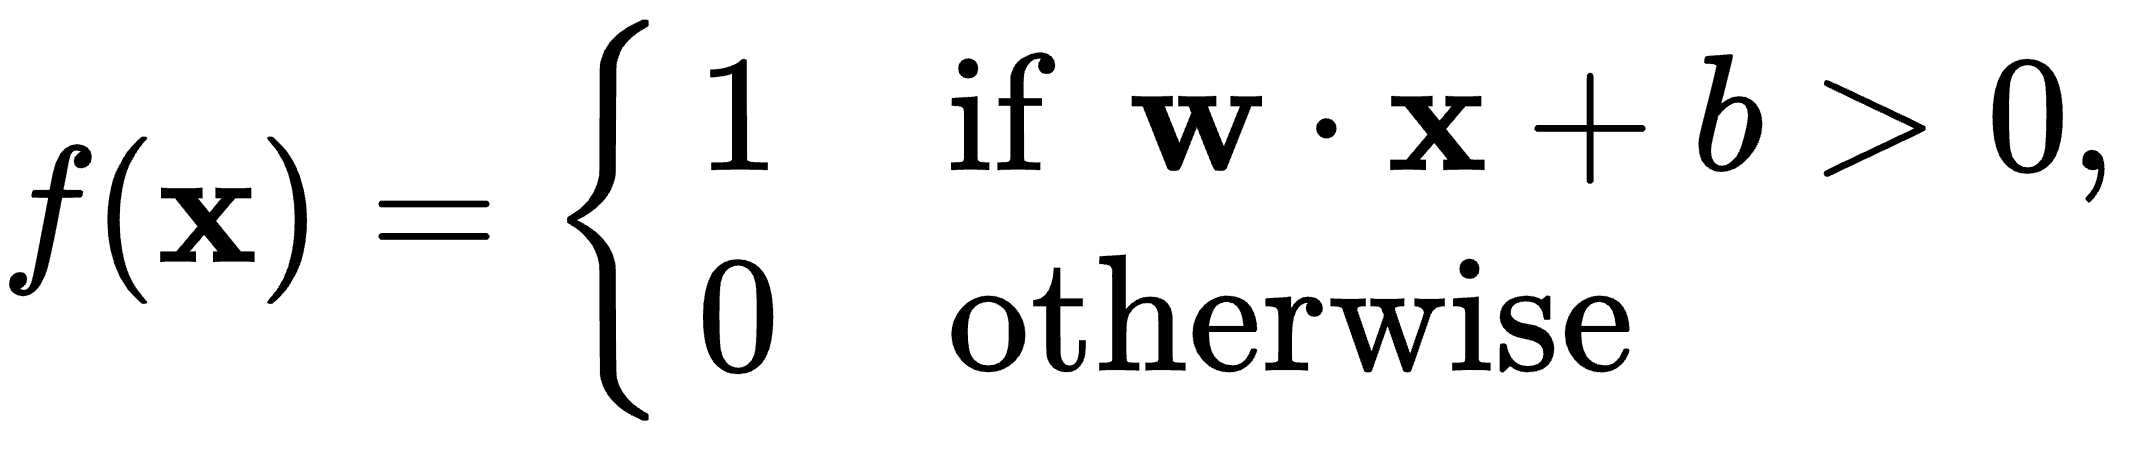 f(x) = { 1 if w · x + b > 0,
0 otherwise